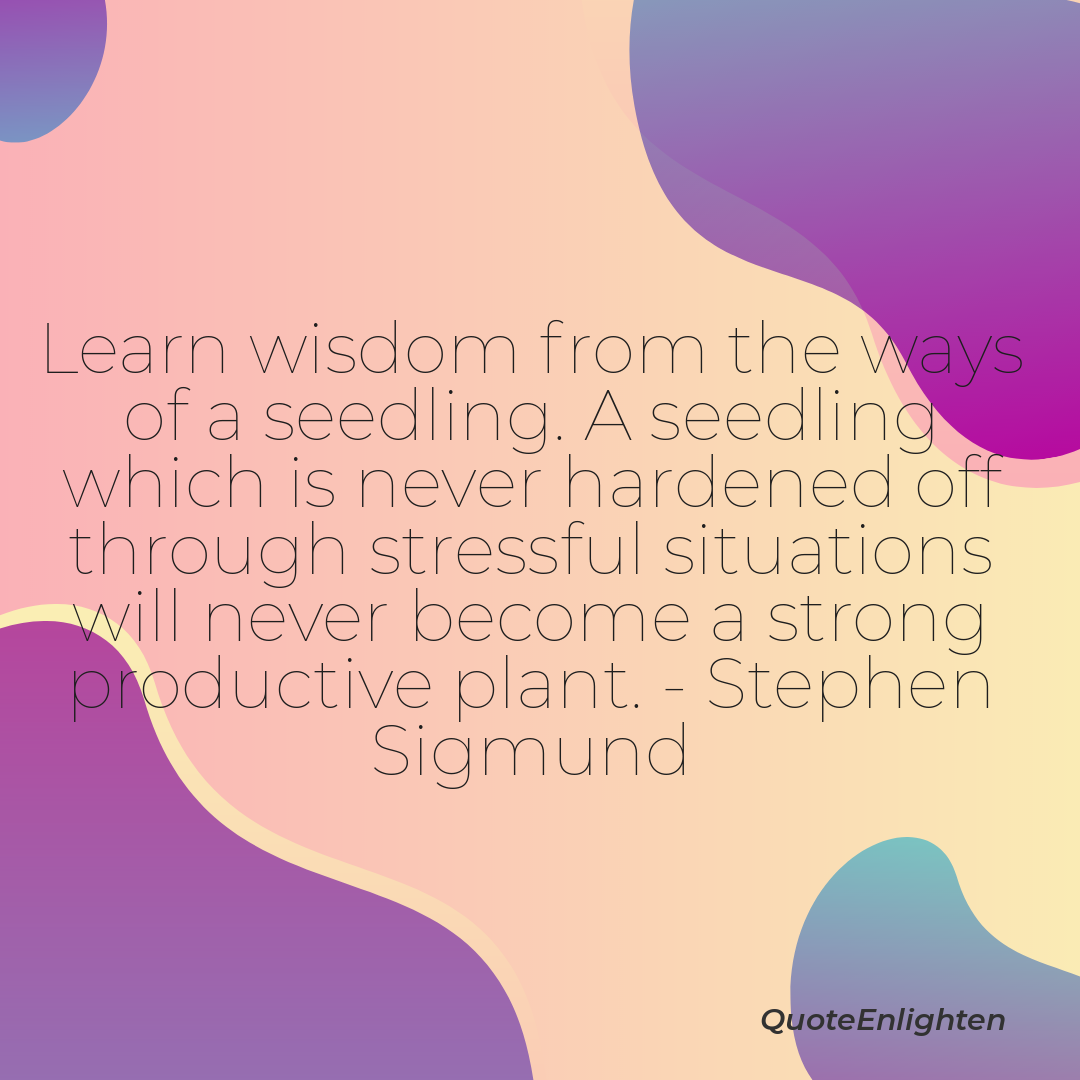 Learn wisdom from the ways
of a seedling. A seedling
which is never hardened off
through stressful situations
will never become a strong
productive plant. - Stephen
Sigmund
QuoteEnlighten